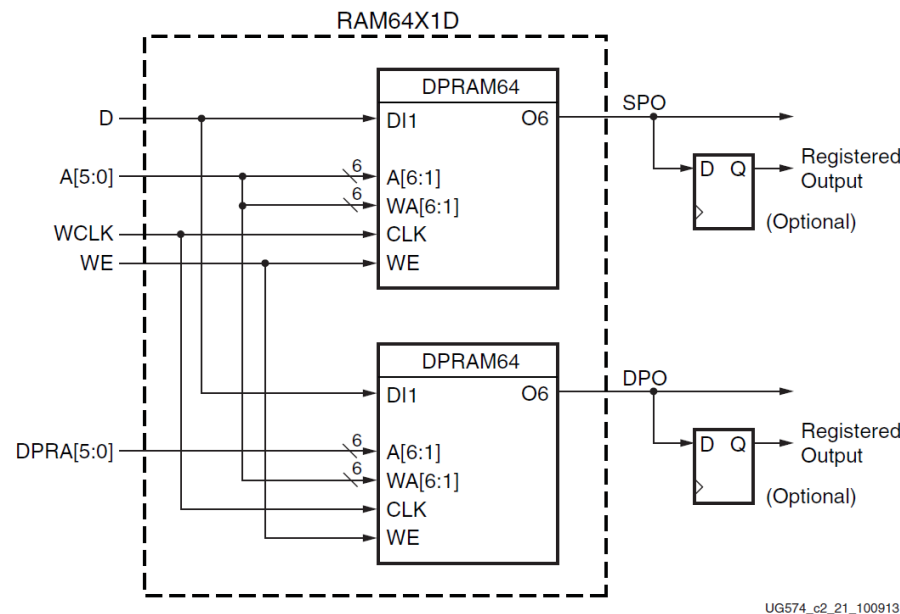 RAM64X1D
DPRAM64
D
DI1
O6
SPO
A[5:0]
6
A[6:1]
6
WA[6:1]
WCLK
CLK
WE
WE
D Q
Registered
Output
(Optional)
DPRAM64
DI1
O6
DPO
DPRA[5:0]
6
A[6:1]
6
WA[6:1]
CLK
WE
D Q
Registered
Output
(Optional)
UG574_c2_21_100913